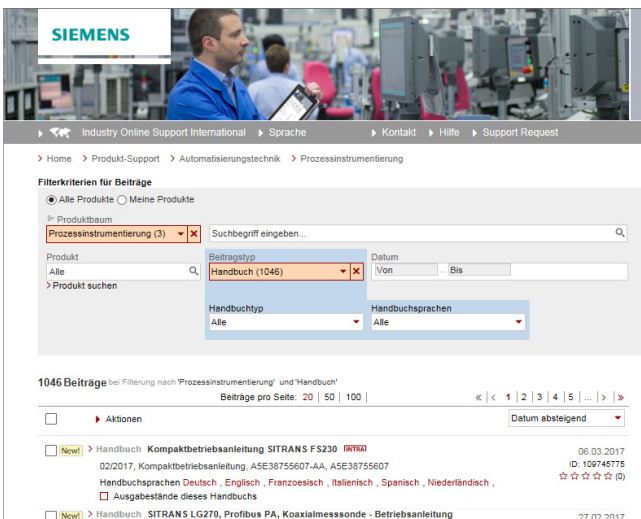 SIEMENS
Industry Online Support International Sprache Kontakt Hilfe Support Request
> Home > Produkt-Support > Automatisierungstechnik > Prozessinstrumentierung
Filterkriterien für Beiträge
Alle Produkte Meine Produkte
Produktbaum
Prozessinstrumentierung (3) Suchbegriff eingeben...
Produkt Beitragstyp Datum
Alle Handbuch (1046) Von ... Bis
> Produkt suchen
Handbuchtyp Handbuchsprachen
Alle Alle
1046 Beiträge bei Filterung nach 'Prozessinstrumentierung' und 'Handbuch'
Beiträge pro Seite: 20 | 50 | 100 | « | < 1 | 2 | 3 | 4 | 5 | ... | > | »
Aktionen Datum absteigend
New! > Handbuch Kompaktbetriebsanleitung SITRANS FS230 INTRA 06.03.2017
02/2017, Kompaktbetriebsanleitung, A5E38755607-AA, A5E38755607 ID: 109745775
Handbuchsprachen Deutsch , Englisch , Franzoesisch , Italienisch , Spanisch , Niederländisch , (0)
Ausgabestände dieses Handbuchs
New! > Handbuch SITRANS LG270, Profibus PA, Koaxialmesssonde - Betriebsanleitung 27.02.2017